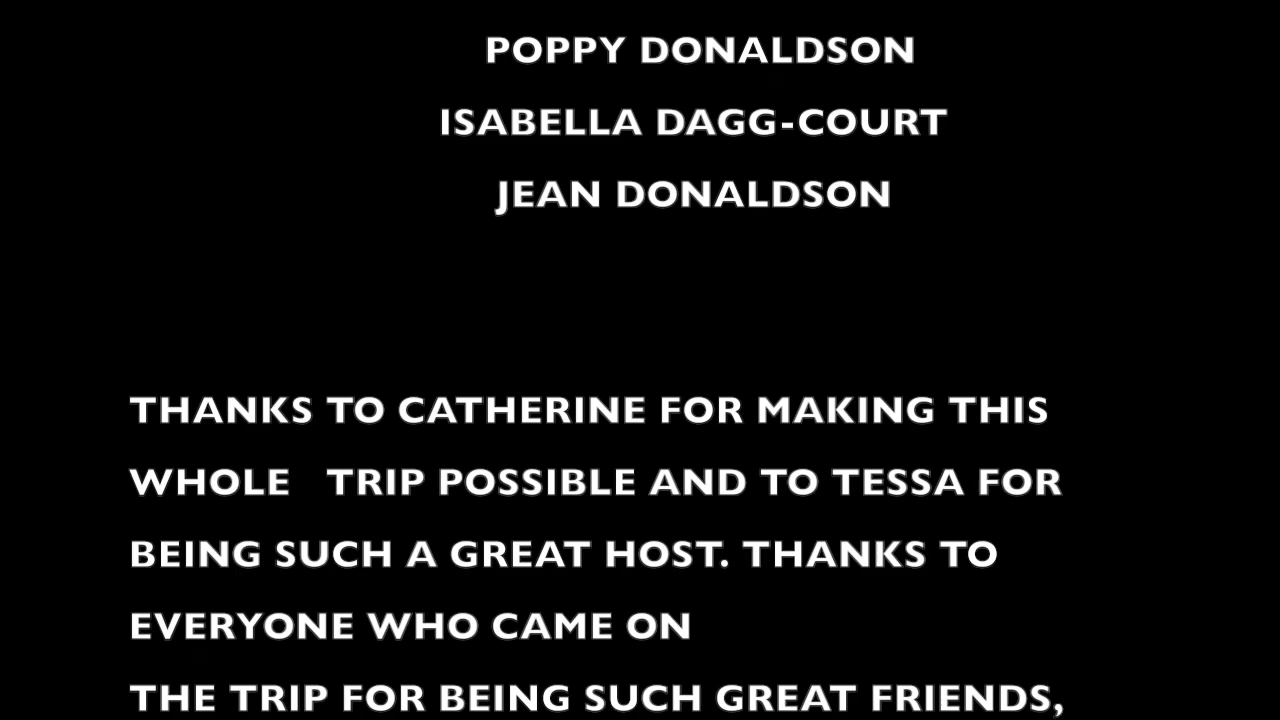 POPPY DONALDSON
ISABELLA DAGG-COURT
JEAN DONALDSON
THANKS TO CATHERINE FOR MAKING THIS
WHOLE   TRIP POSSIBLE AND TO TESSA FOR
BEING SUCH A GREAT HOST. THANKS TO
EVERYONE WHO CAME ON
THE TRIP FOR BEING SUCH GREAT FRIENDS,